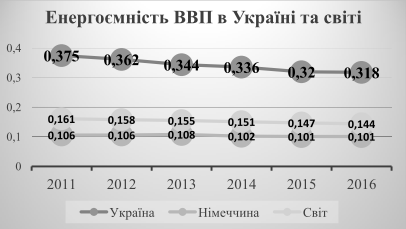 Енергоємність ВВП в Україні та світі
0,4
0,375 0,362 0,344 0,336 0,32 0,318
0,3
0,2
0,161 0,158 0,155 0,151 0,147 0,144
0,1
0,106 0,106 0,108 0,102 0,101 0,101
0
2011 2012 2013 2014 2015 2016
Україна Німеччина Світ